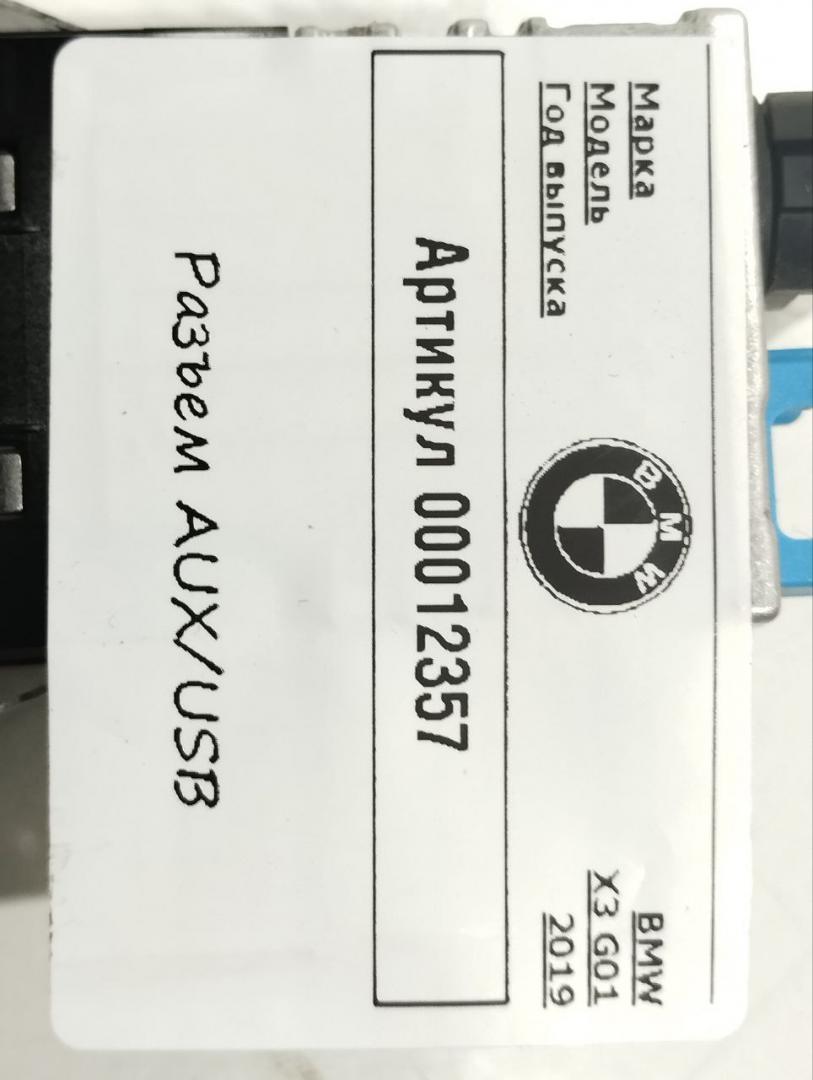 Марка BMW
Модель X3 G01
Год выпуска 2019
BMW
Артикул 00012357
Разъем AUX/USB